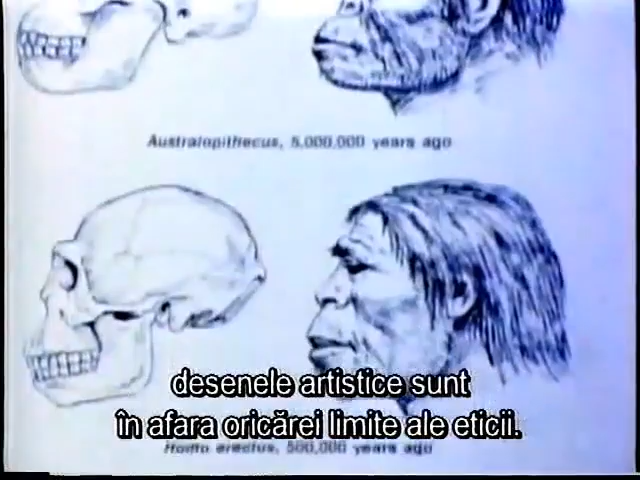 Australopithecus, 5,000,000 years ago
desenele artistice sunt
în afara oricărei limite ale eticii.
Homo erectus, 500,000 years ago